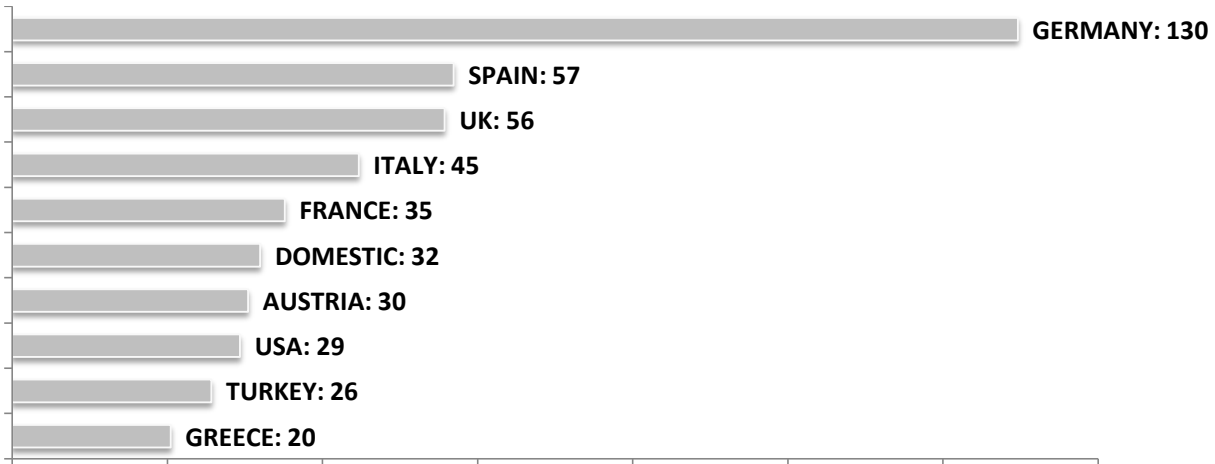 GERMANY: 130
SPAIN: 57
UK: 56
ITALY: 45
FRANCE: 35
DOMESTIC: 32
AUSTRIA: 30
USA: 29
TURKEY: 26
GREECE: 20